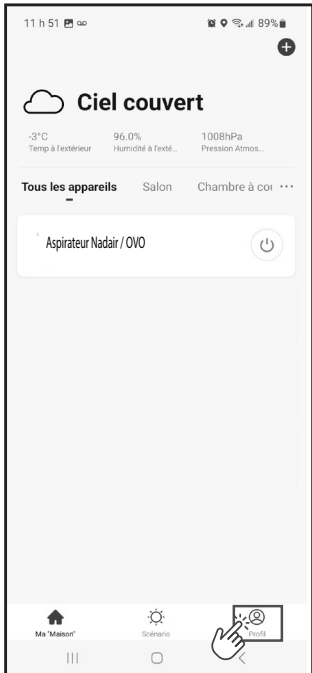 11 h 51 89%
Ciel couvert
-3°C 96.0% 1008hPa
Temp à l'extérieur Humidité à l'exté... Pression Atmos...
Tous les appareils Salon Chambre à cou ...
Aspirateur Nadair / OVO
Ma "Maison" Scénario Profil